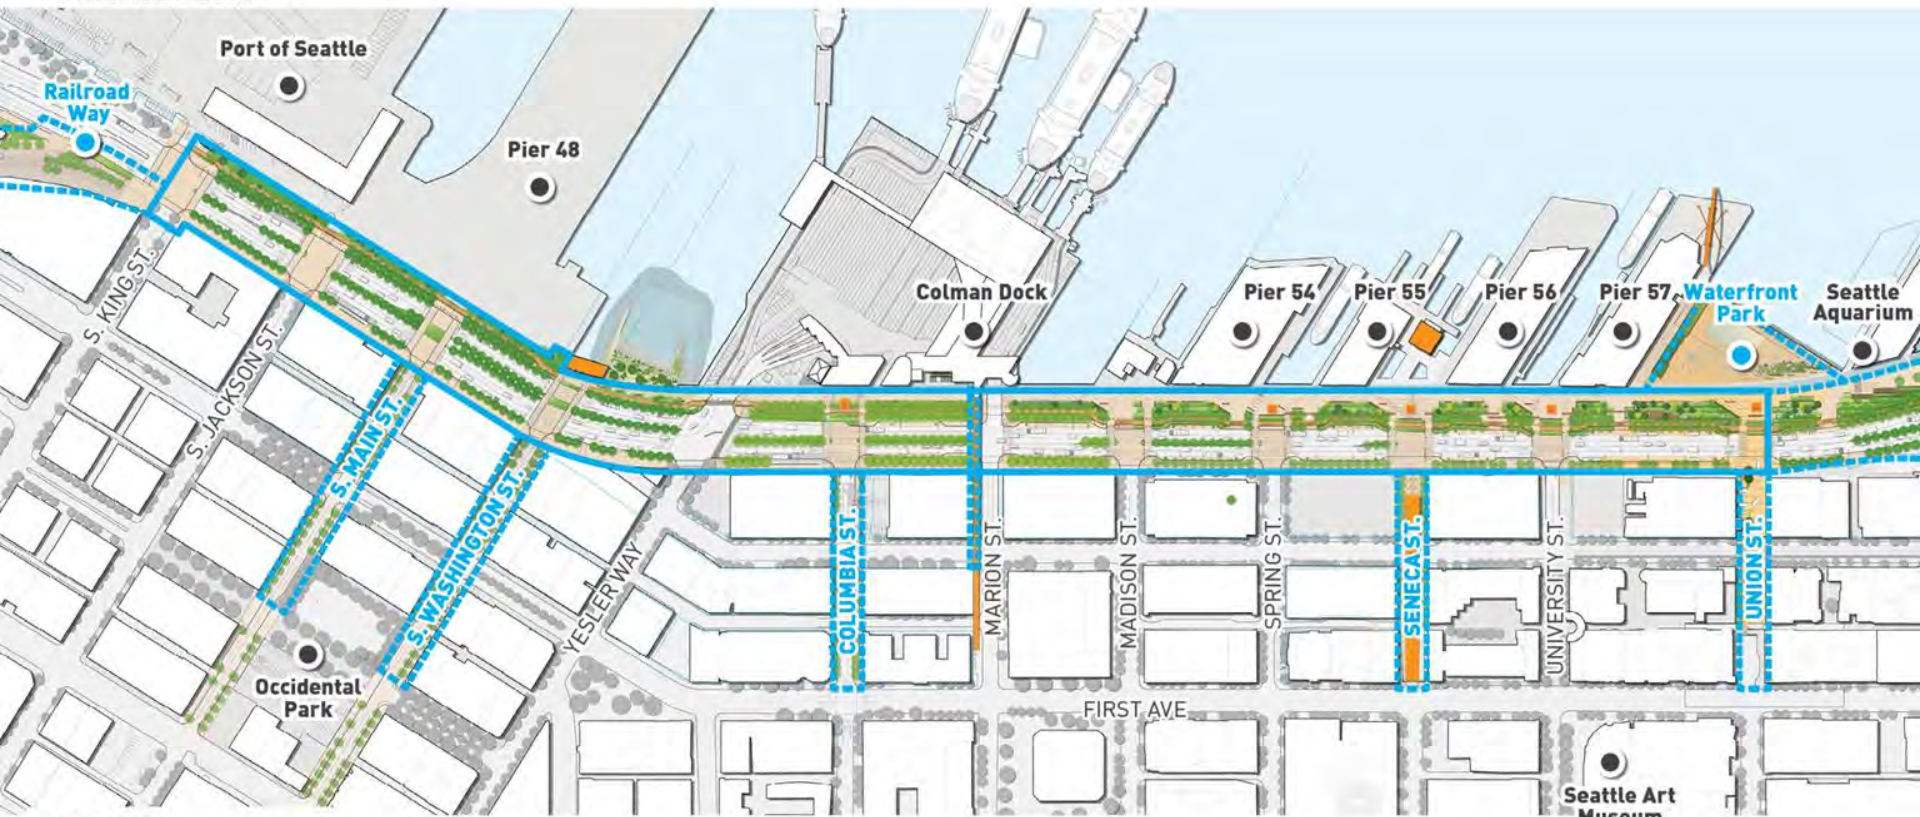 Port of Seattle
Railroad
Way
Pier 48
Colman Dock
Pier 54
Pier 55
Pier 56
Pier 57
Waterfront
Park
Seattle
Aquarium
S. KING ST.
S. JACKSON ST.
S. MAIN ST.
S. WASHINGTON ST.
YESLER WAY
COLUMBIA ST.
MARION ST.
MADISON ST.
SPRING ST.
SENECA ST.
UNIVERSITY ST.
UNION ST.
Occidental
Park
FIRST AVE
Seattle Art
Museum